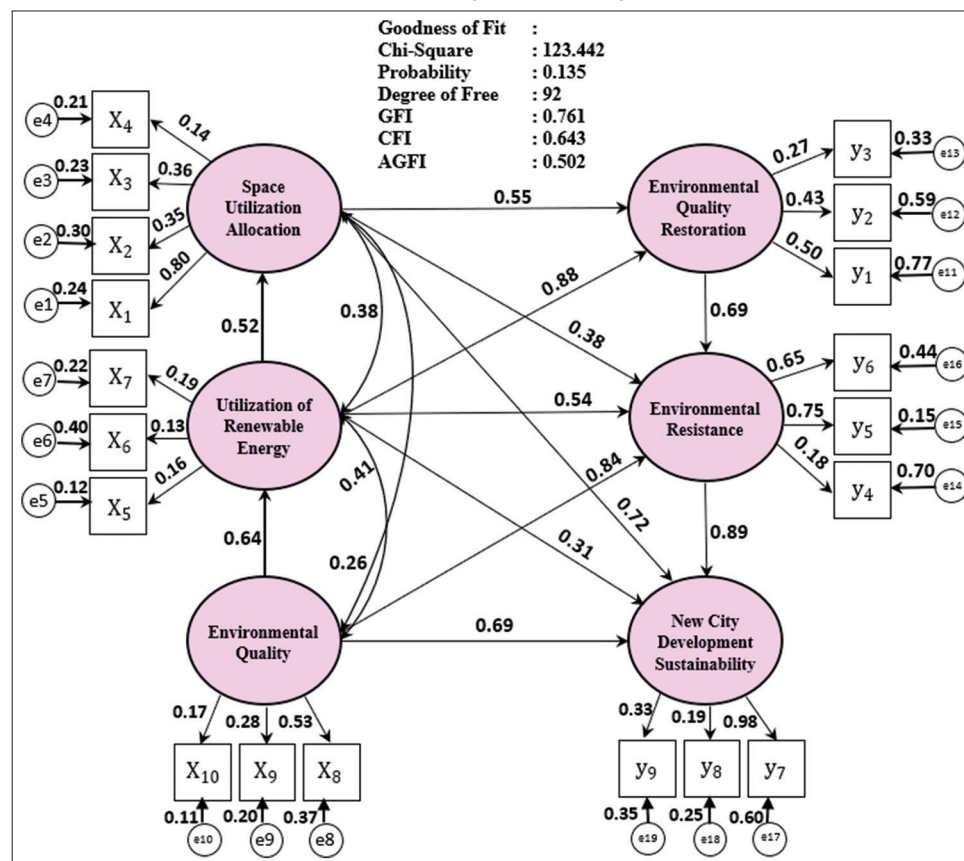 Goodness of Fit :
Chi-Square : 123.442
Probability : 0.135
Degree of Free : 92
GFI : 0.761
CFI : 0.643
AGFI : 0.502
e4 0.21 X4 0.14
e3 0.23 X3 0.36
e2 0.30 X2 0.35
e1 0.24 X1 0.80
Space
Utilization
Allocation
0.55
Environmental
Quality
Restoration
0.27 y3 0.33 e13
0.43 y2 0.59 e12
0.50 y1 0.77 e11
0.52
0.38
0.88
0.38
0.69
e7 0.22 X7 0.19
e6 0.40 X6 0.13
e5 0.12 X5 0.16
Utilization of
Renewable
Energy
0.54
Environmental
Resistance
0.65 y6 0.44 e16
0.75 y5 0.15 e15
0.18 y4 0.70 e14
0.64
0.41
0.26
0.84
0.72
0.31
0.89
Environmental
Quality
0.69
New City
Development
Sustainability
0.17 0.28 0.53
X10 X9 X8
0.11 0.20 0.37
e10 e9 e8
0.33 0.19 0.98
y9 y8 y7
0.35 0.25 0.60
e19 e18 e17